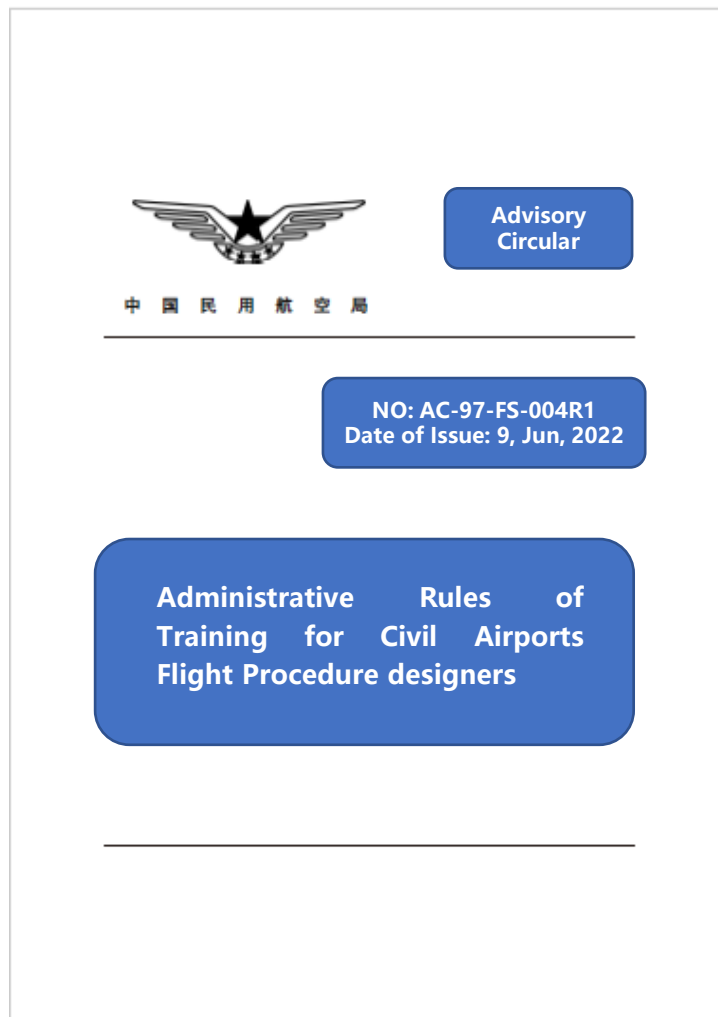 Advisory
Circular
中国民用航空局
NO: AC-97-FS-004R1
Date of Issue: 9, Jun, 2022
Administrative Rules of
Training for Civil Airports
Flight Procedure designers